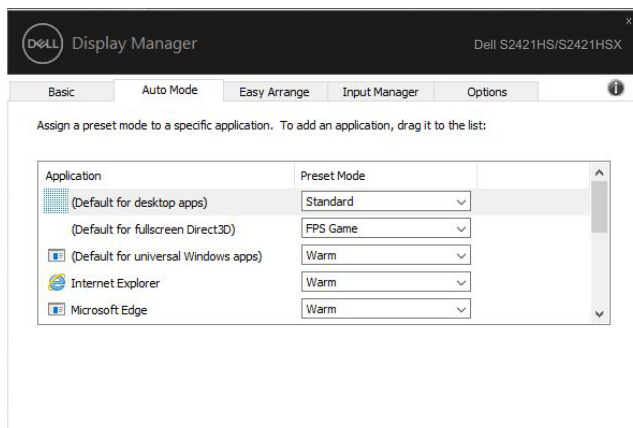 DELL Display Manager Dell S2421HS/S2421HSX
Basic Auto Mode Easy Arrange Input Manager Options
Assign a preset mode to a specific application. To add an application, drag it to the list:
Application Preset Mode
(Default for desktop apps) Standard
(Default for fullscreen Direct3D) FPS Game
(Default for universal Windows apps) Warm
Internet Explorer Warm
Microsoft Edge Warm